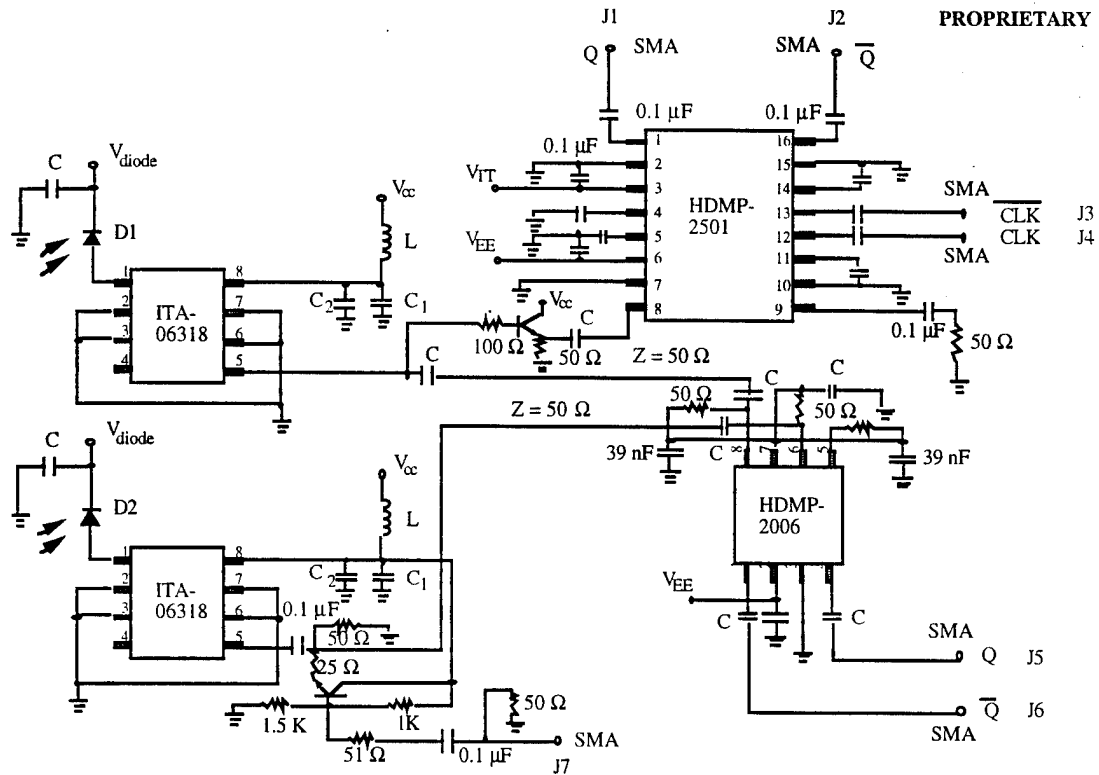 J1
J2
PROPRIETARY
Q
SMA
SMA
Q̅
0.1 μF
0.1 μF
C
V_diode
0.1 μF
V_cc
V_TT
1
2
3
4
5
6
7
8
HDMP-
2501
16
15
14
13
12
11
10
9
SMA
C̅L̅K̅ J3
CLK J4
SMA
V_EE
D1
L
1
2
3
4
ITA-
06318
8
7
6
5
C_2
C_1
V_cc
C
100 Ω
50 Ω
Z = 50 Ω
0.1 μF
50 Ω
C
C
C
50 Ω
50 Ω
Z = 50 Ω
39 nF
C
8
7
6
5
39 nF
C
V_diode
V_cc
HDMP-
2006
D2
L
1
2
3
4
ITA-
06318
8
7
6
5
C_2
C_1
V_EE
0.1 μF
50 Ω
C
C
25 Ω
SMA
Q J5
1.5 K
1K
50 Ω
Q̅ J6
SMA
51 Ω
0.1 μF
SMA
J7